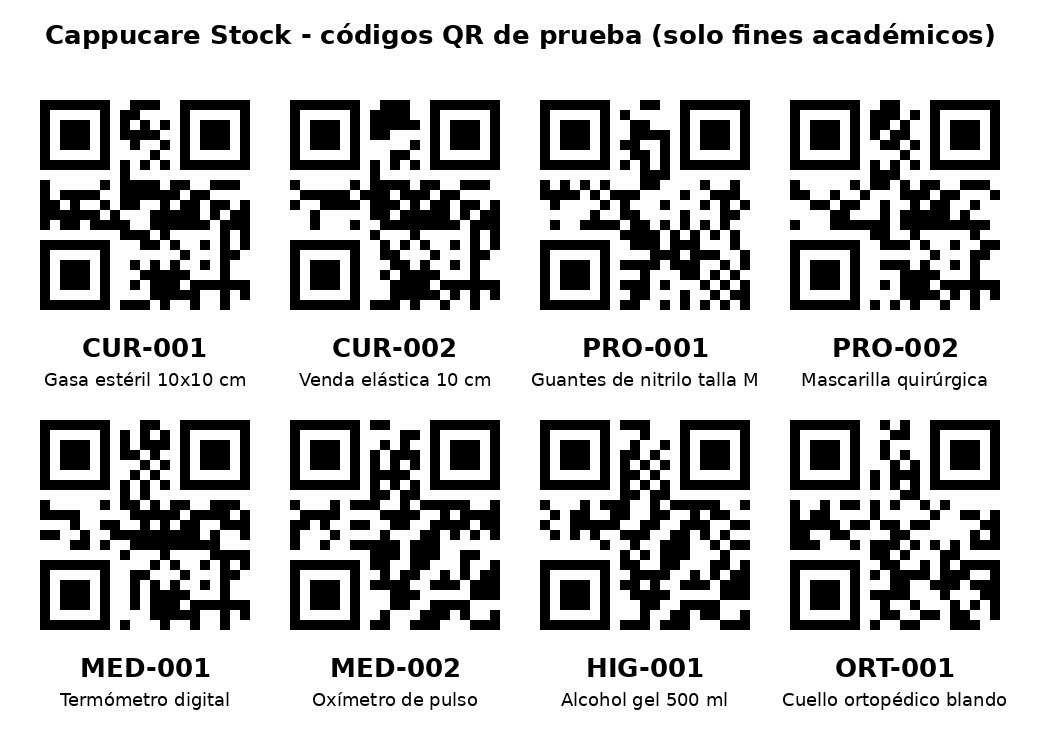 Cappucare Stock - códigos QR de prueba (solo fines académicos)
CUR-001
Gasa estéril 10x10 cm
CUR-002
Venda elástica 10 cm
PRO-001
Guantes de nitrilo talla M
PRO-002
Mascarilla quirúrgica
MED-001
Termómetro digital
MED-002
Oxímetro de pulso
HIG-001
Alcohol gel 500 ml
ORT-001
Cuello ortopédico blando